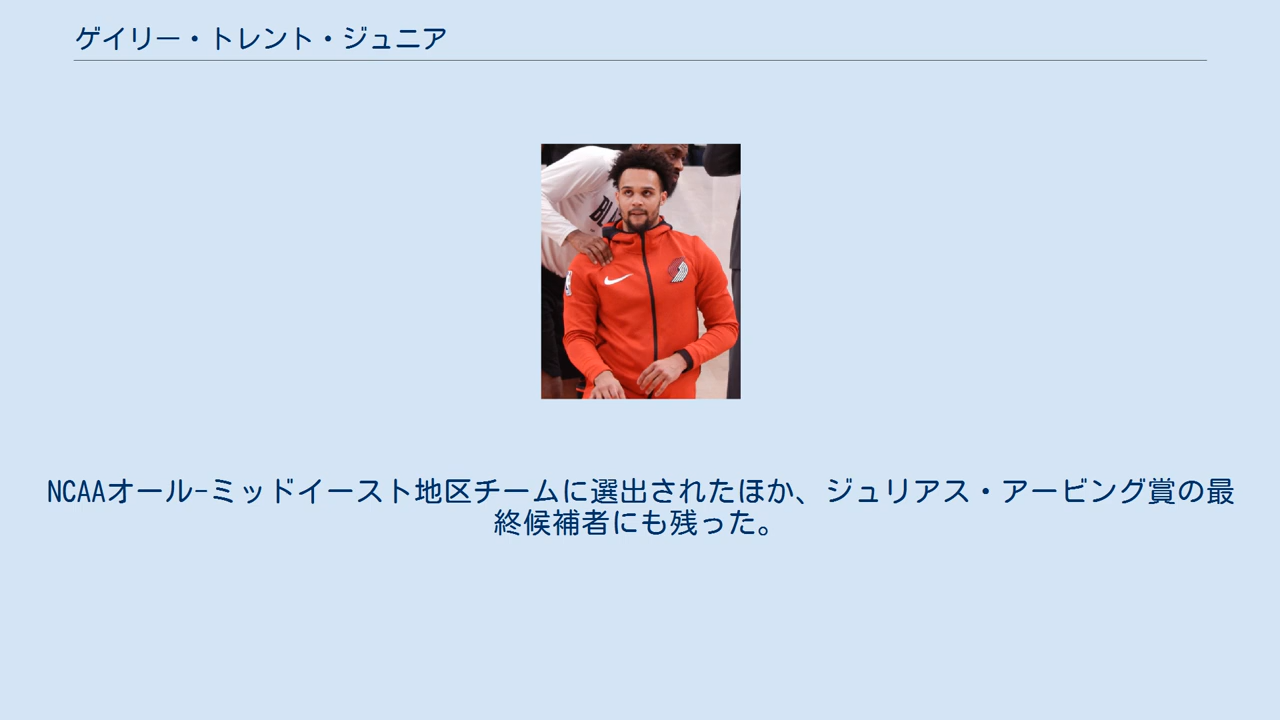 ゲイリー・トレント・ジュニア
NCAAオール-ミッドイースト地区チームに選出されたほか、ジュリアス・アービング賞の最
終候補者にも残った。